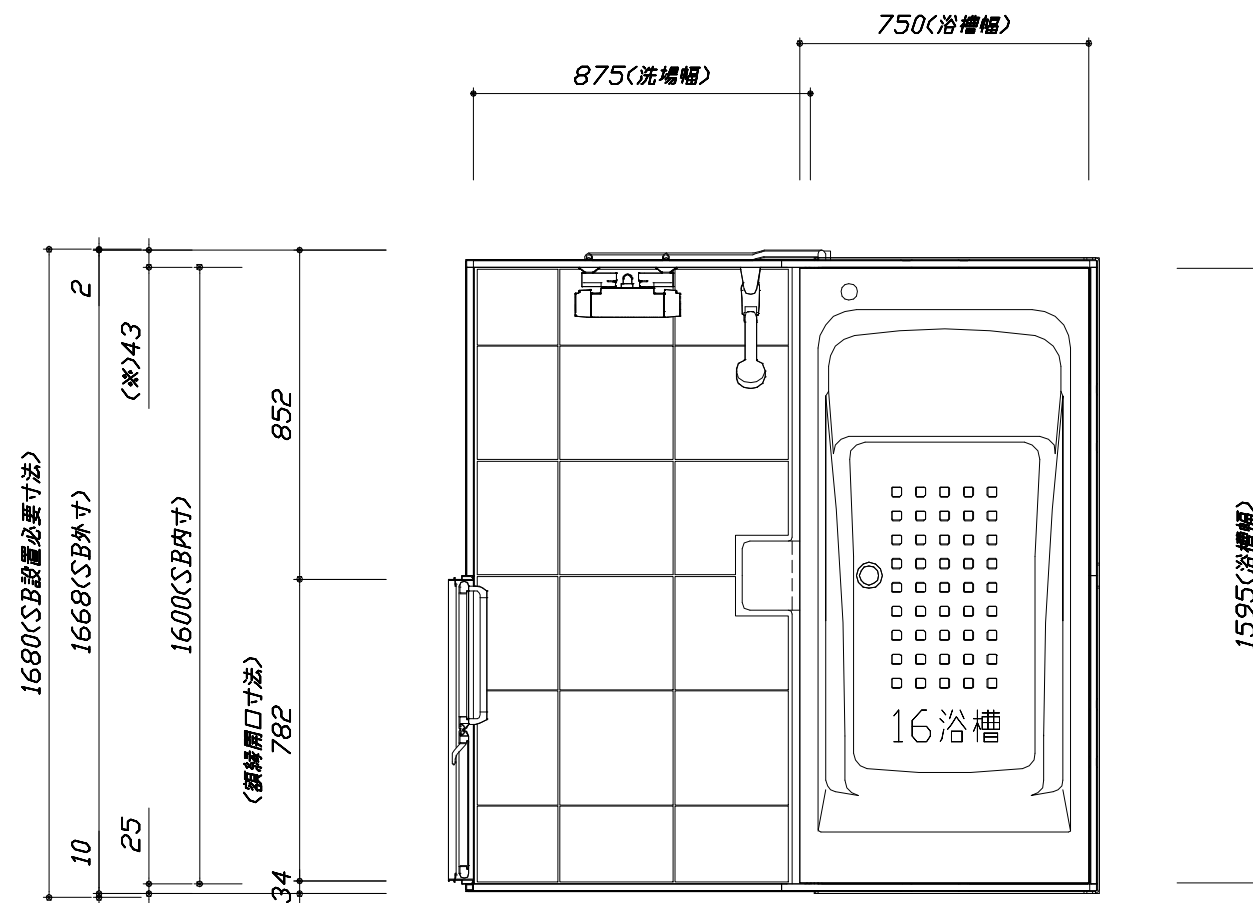 750(浴槽幅)
875(洗場幅)
2
(※)43
852
1680(SB設置必要寸法)
1668(SB外寸)
1600(SB内寸)
(額縁開口寸法)
782
10
25
34
16浴槽
1595(浴槽幅)